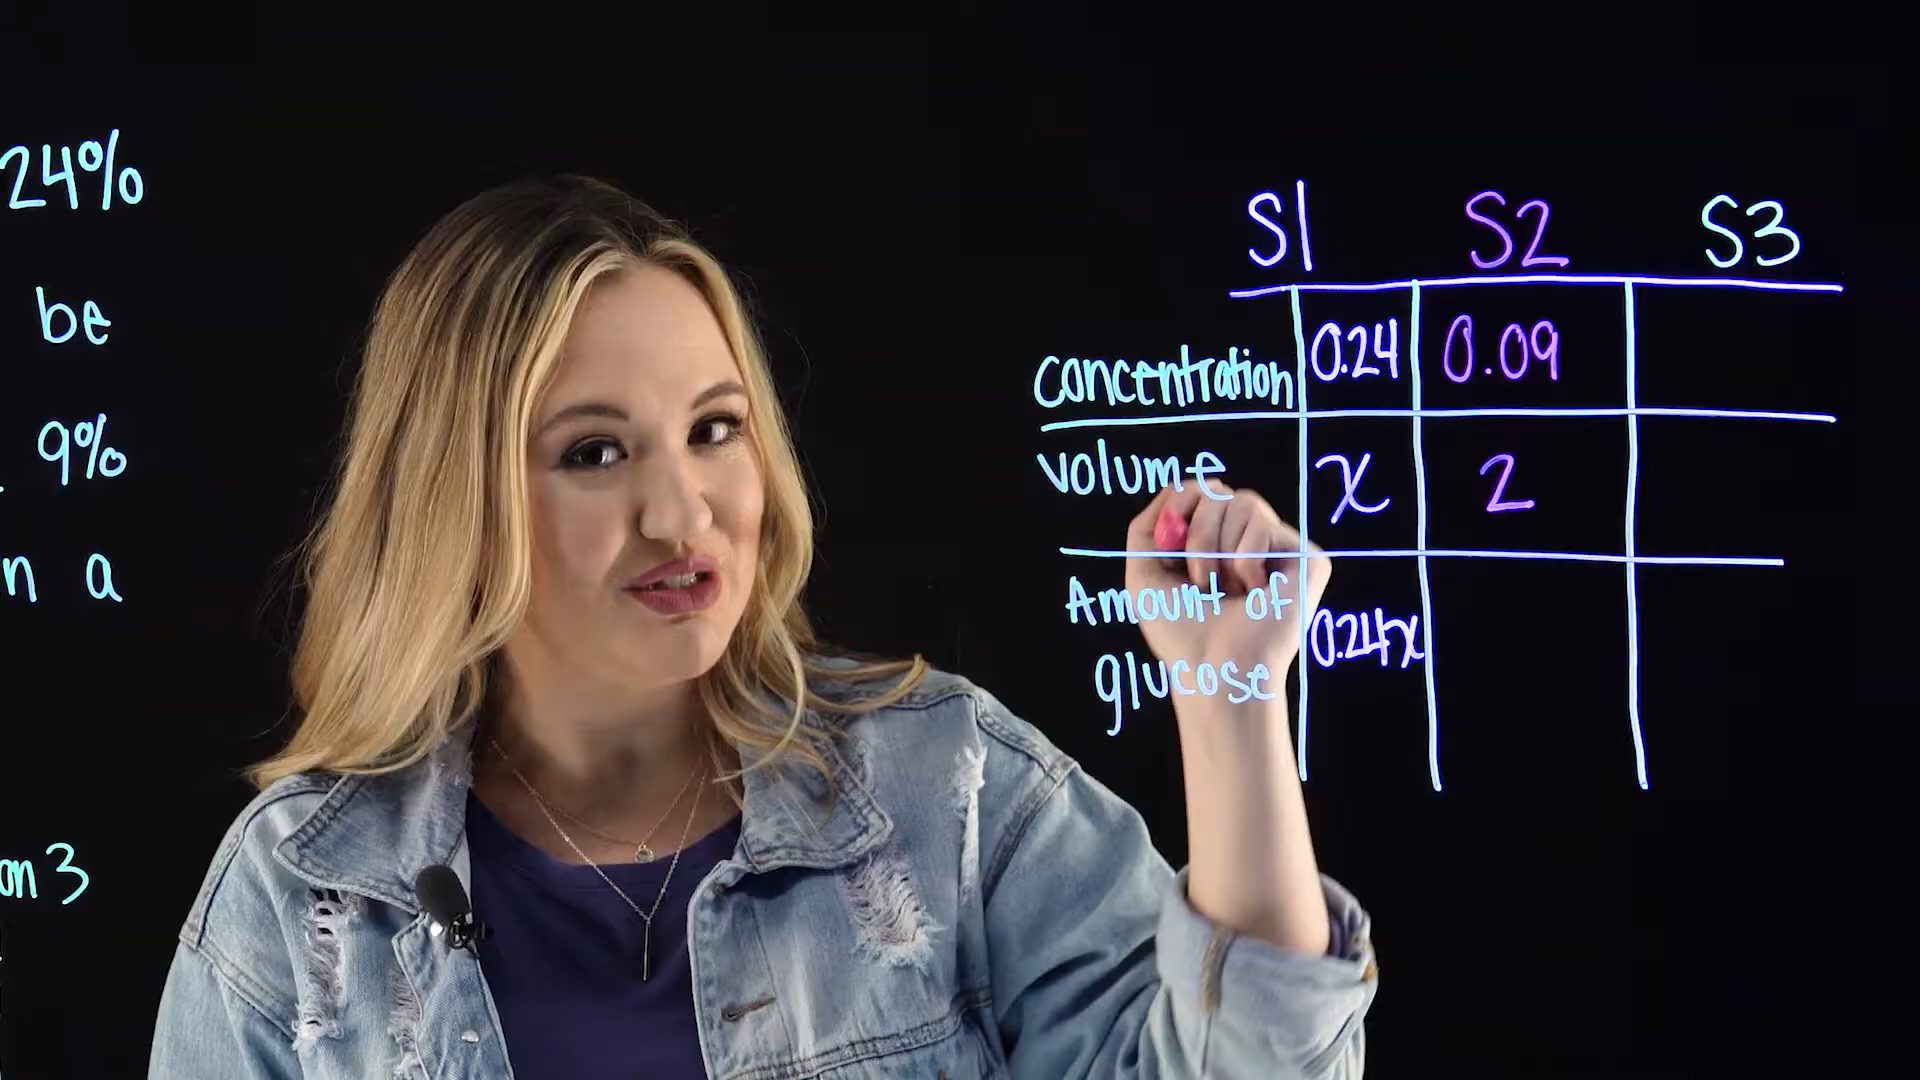 24%
be
9%
n a
on 3
S1 S2 S3
concentration 0.24 0.09
volume x 2
Amount of
glucose 0.24x